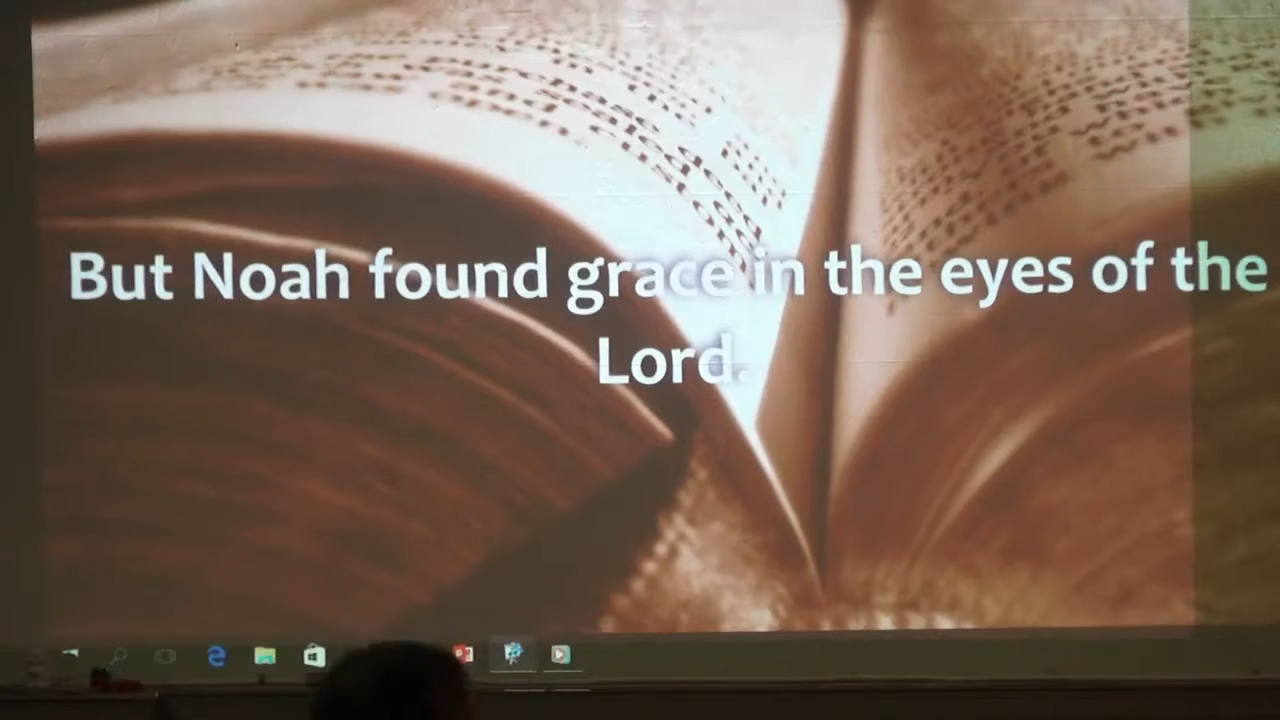 But Noah found grace in the eyes of the
Lord.